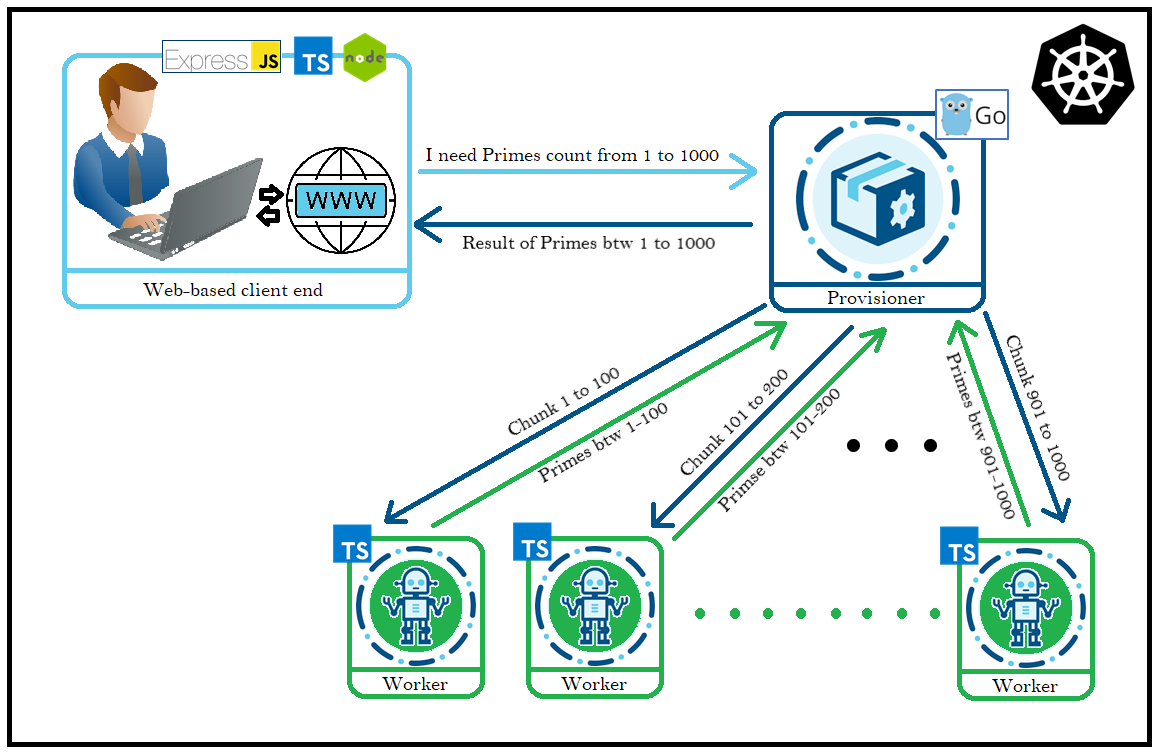 Express JS
TS
node
Go
I need Primes count from 1 to 1000
WWW
Result of Primes btw 1 to 1000
Web-based client end
Provisioner
Chunk 1 to 100
Primes btw 1-100
Chunk 101 to 200
Primse btw 101-200
Primes btw 901-1000
Chunk 901 to 1000
TS
TS
TS
Worker
Worker
Worker